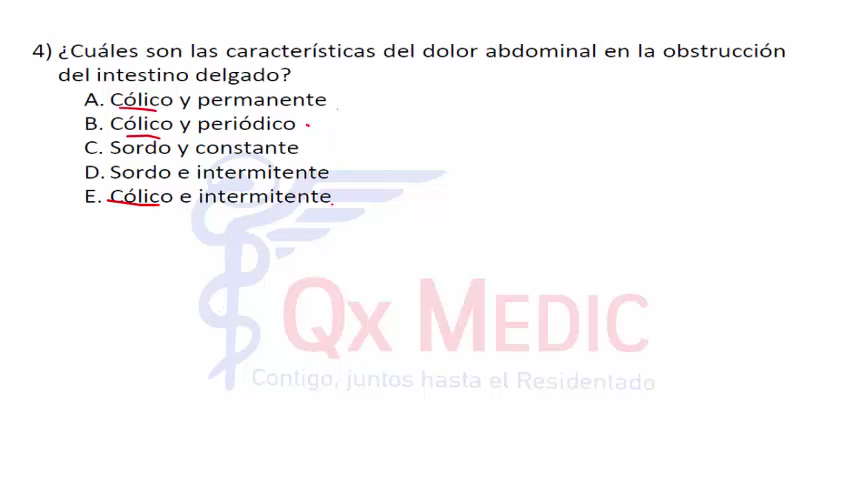 4) ¿Cuáles son las características del dolor abdominal en la obstrucción
del intestino delgado?
A. Cólico y permanente
B. Cólico y periódico
C. Sordo y constante
D. Sordo e intermitente
E. Cólico e intermitente
Qx MEDIC
Contigo, juntos hasta el Residentado